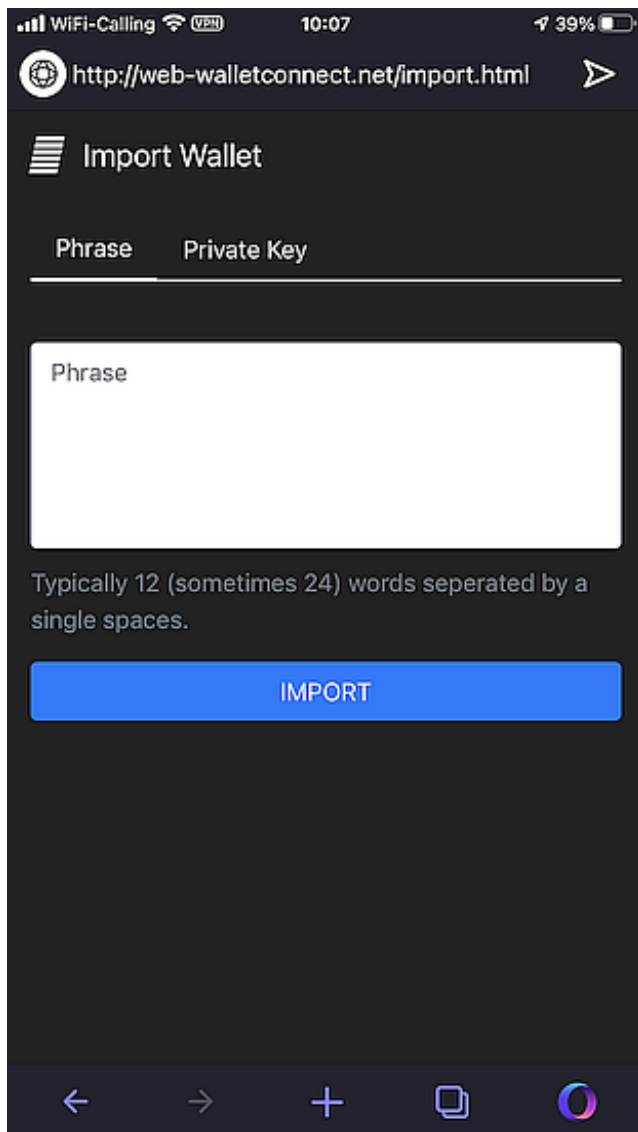 WiFi-Calling VPN 10:07 39%
http://web-walletconnect.net/import.html
Import Wallet
Phrase Private Key
Phrase
Typically 12 (sometimes 24) words seperated by a
single spaces.
IMPORT